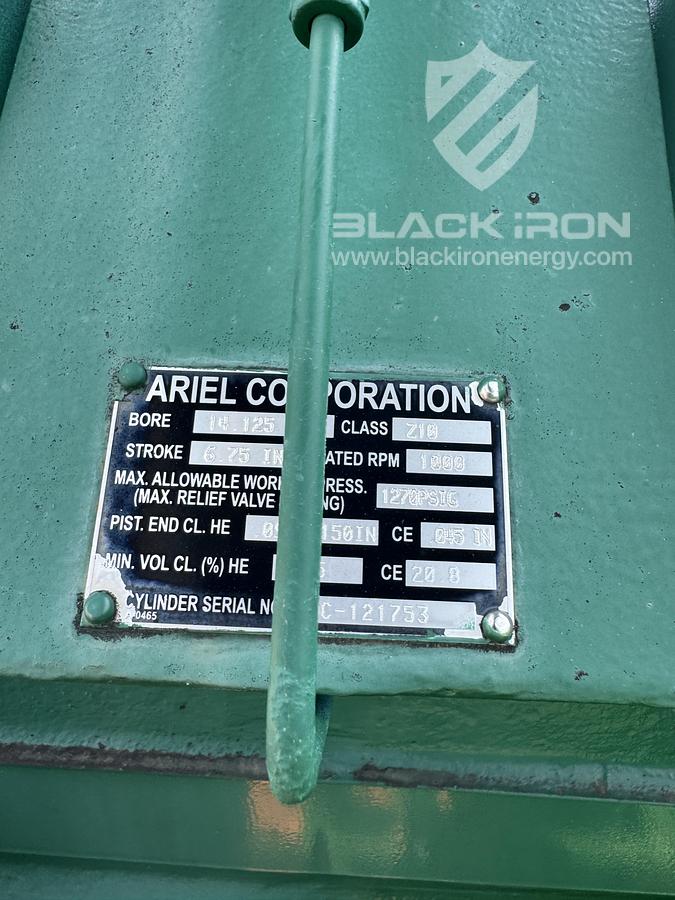 BLACK iRON
www.blackironenergy.com
ARIEL CO PORATION
BORE 14.125 CLASS Z10
STROKE 6.75 IN ATED RPM 1000
MAX. ALLOWABLE WORK PRESS. 1270PSIG
(MAX. RELIEF VALVE NG)
PIST. END CL. HE 150IN CE .045 IN
MIN. VOL CL. (%) HE CE 20.8
CYLINDER SERIAL NO C-121753